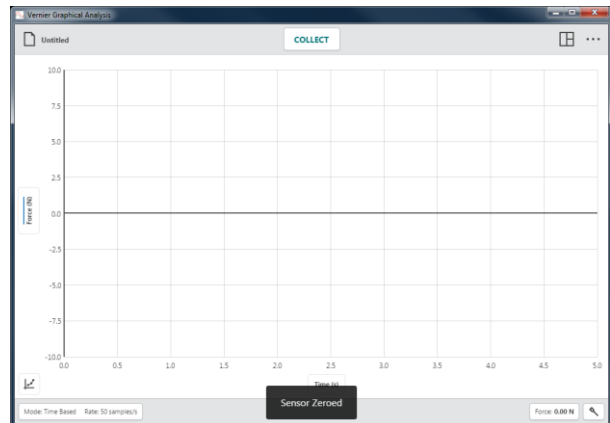 Vernier Graphical Analysis
Untitled
COLLECT
10.0
7.5
5.0
2.5
0.0
-2.5
-5.0
-7.5
-10.0
Force (N)
0.0 0.5 1.0 1.5 2.0 2.5 3.0 3.5 4.0 4.5 5.0
Time (s)
Sensor Zeroed
Mode: Time Based Rate: 50 samples/s
Force: 0.00 N